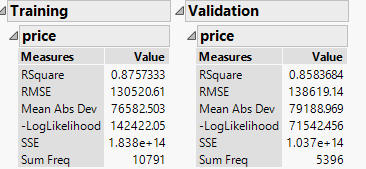 Training
price
Measures Value
RSquare 0.8757333
RMSE 130520.61
Mean Abs Dev 76582.503
-LogLikelihood 142422.05
SSE 1.838e+14
Sum Freq 10791
Validation
price
Measures Value
RSquare 0.8583684
RMSE 138619.14
Mean Abs Dev 79188.969
-LogLikelihood 71542.456
SSE 1.037e+14
Sum Freq 5396